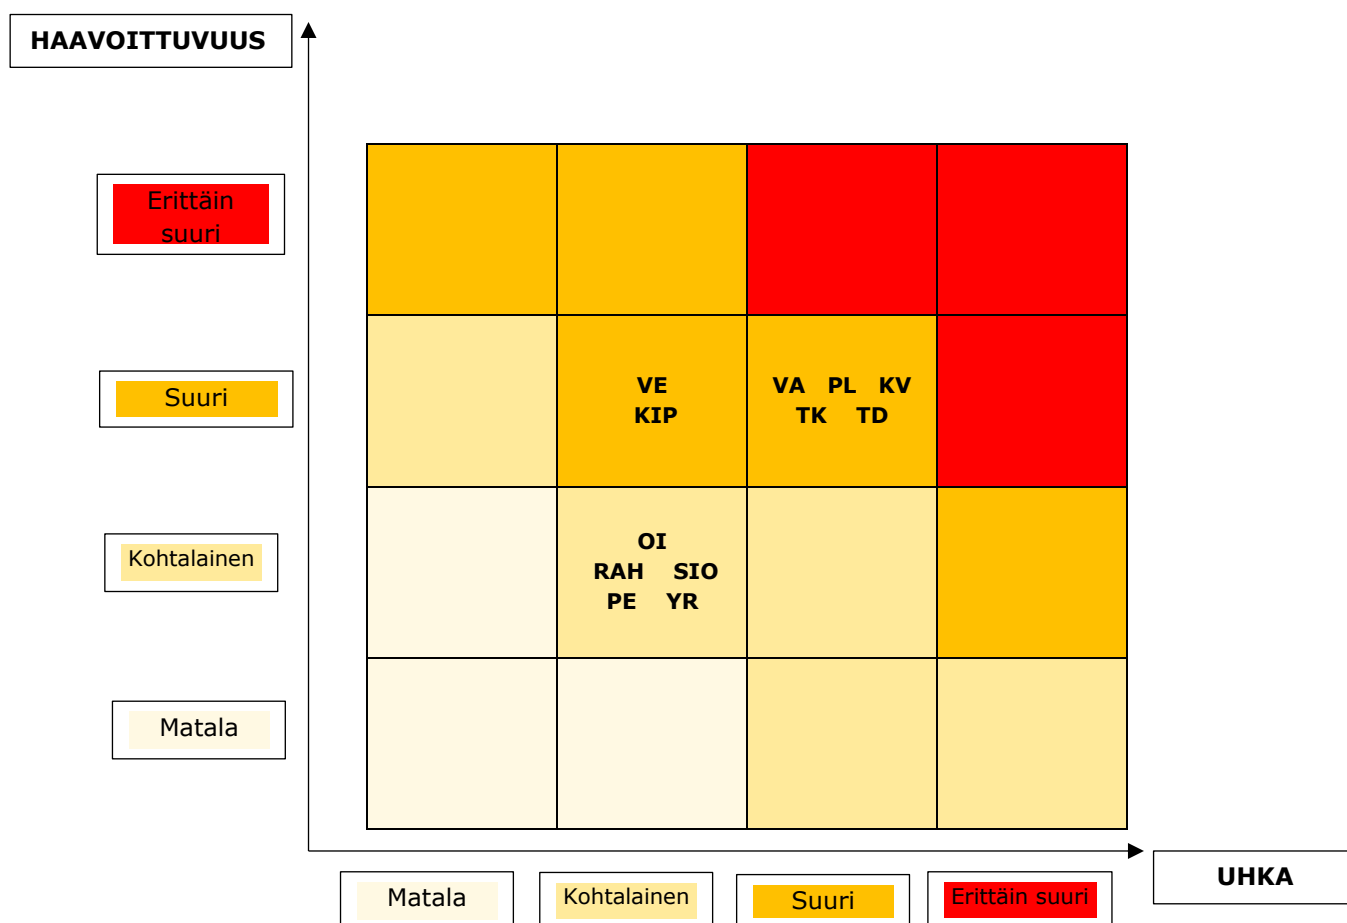 HAAVOITTUVUUS
Erittäin
suuri
Suuri
VE
KIP
VA PL KV
TK TD
Kohtalainen
OI
RAH SIO
PE YR
Matala
UHKA
Matala
Kohtalainen
Suuri
Erittäin suuri